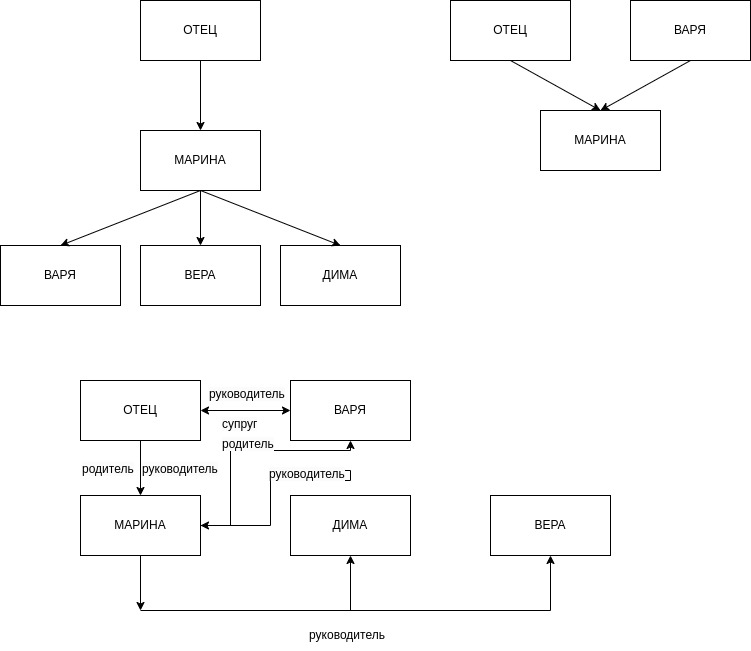 ОТЕЦ
ОТЕЦ
ВАРЯ
МАРИНА
МАРИНА
ВАРЯ
ВЕРА
ДИМА
руководитель
ОТЕЦ
ВАРЯ
супруг
родитель
родитель
руководитель
руководитель
МАРИНА
ДИМА
ВЕРА
руководитель